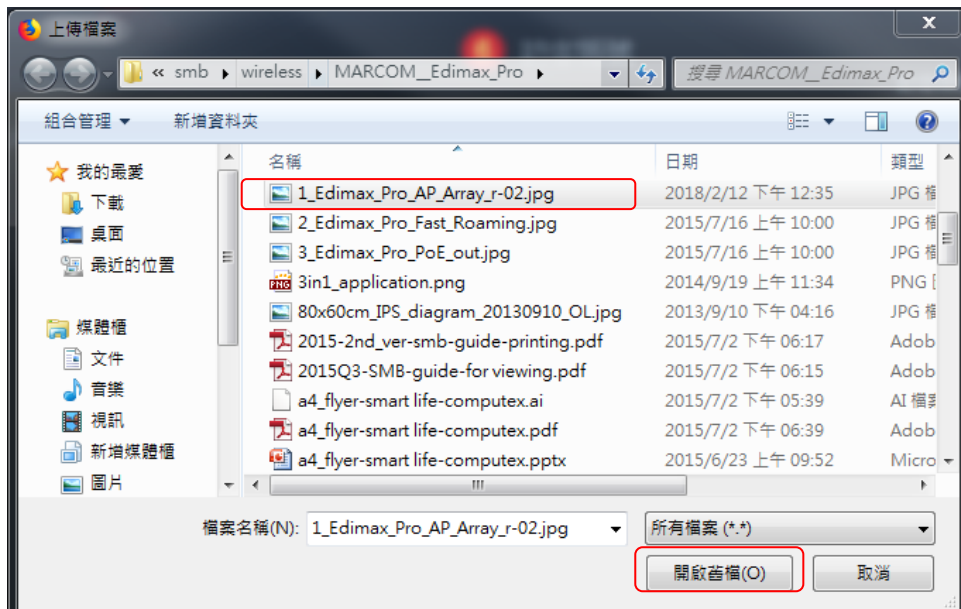 上傳檔案
« smb ▸ wireless ▸ MARCOM__Edimax_Pro ▸
搜尋 MARCOM__Edimax_Pro
組合管理 ▼ 新增資料夾
我的最愛
下載
桌面
最近的位置
媒體櫃
文件
音樂
視訊
新增媒體櫃
圖片
名稱 日期 類型
1_Edimax_Pro_AP_Array_r-02.jpg 2018/2/12 下午 12:35 JPG 檔
2_Edimax_Pro_Fast_Roaming.jpg 2015/7/16 上午 10:00 JPG 檔
3_Edimax_Pro_PoE_out.jpg 2015/7/16 上午 10:00 JPG 檔
3in1_application.png 2014/9/19 上午 11:34 PNG
80x60cm_IPS_diagram_20130910_OL.jpg 2013/9/10 下午 04:16 JPG 檔
2015-2nd_ver-smb-guide-printing.pdf 2015/7/2 下午 06:17 Adob
2015Q3-SMB-guide-for viewing.pdf 2015/7/2 下午 06:15 Adob
a4_flyer-smart life-computex.ai 2015/7/2 下午 05:39 AI 檔案
a4_flyer-smart life-computex.pdf 2015/7/2 下午 06:39 Adob
a4_flyer-smart life-computex.pptx 2015/6/23 上午 09:52 Micro
檔案名稱(N): 1_Edimax_Pro_AP_Array_r-02.jpg 所有檔案 (*.*)
開啟舊檔(O) 取消